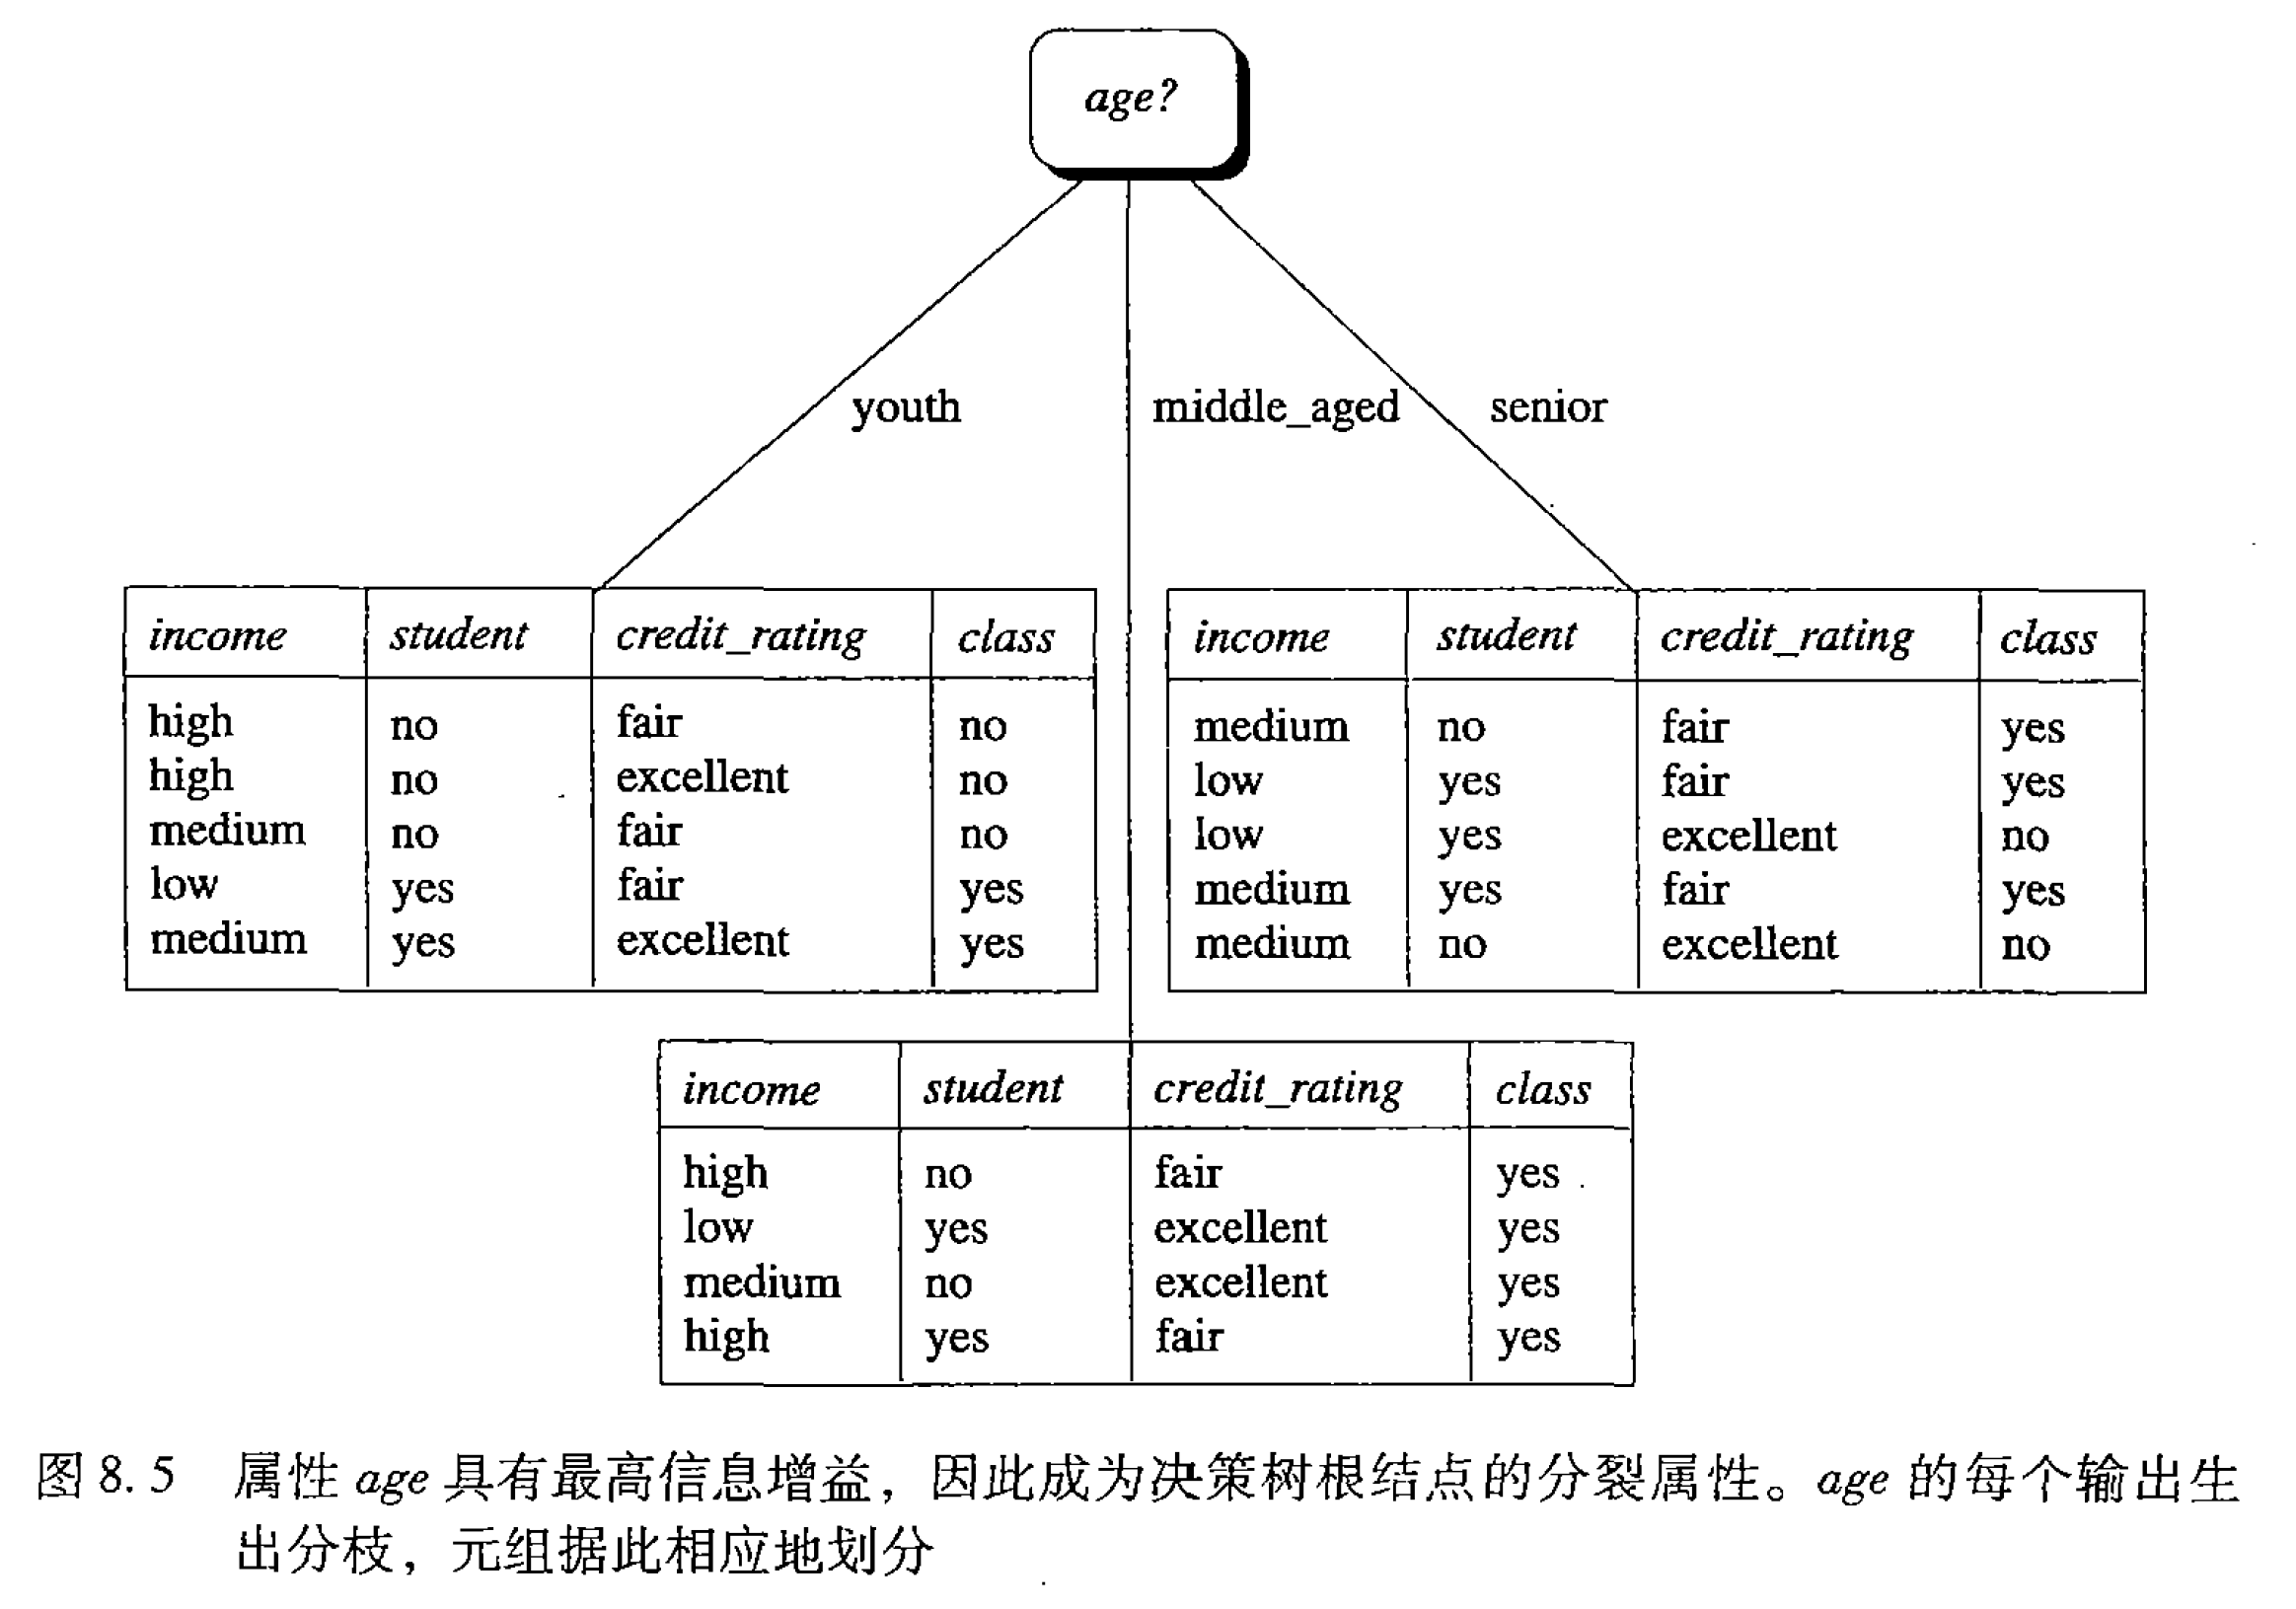 age?
youth
middle_aged
senior
income student credit_rating class
high no fair no
high no excellent no
medium no fair no
low yes fair yes
medium yes excellent yes
income student credit_rating class
medium no fair yes
low yes fair yes
low yes excellent no
medium yes fair yes
medium no excellent no
income student credit_rating class
high no fair yes
low yes excellent yes
medium no excellent yes
high yes fair yes
图 8.5 属性 age 具有最高信息增益，因此成为决策树根结点的分裂属性。age 的每个输出生
出分枝，元组据此相应地划分